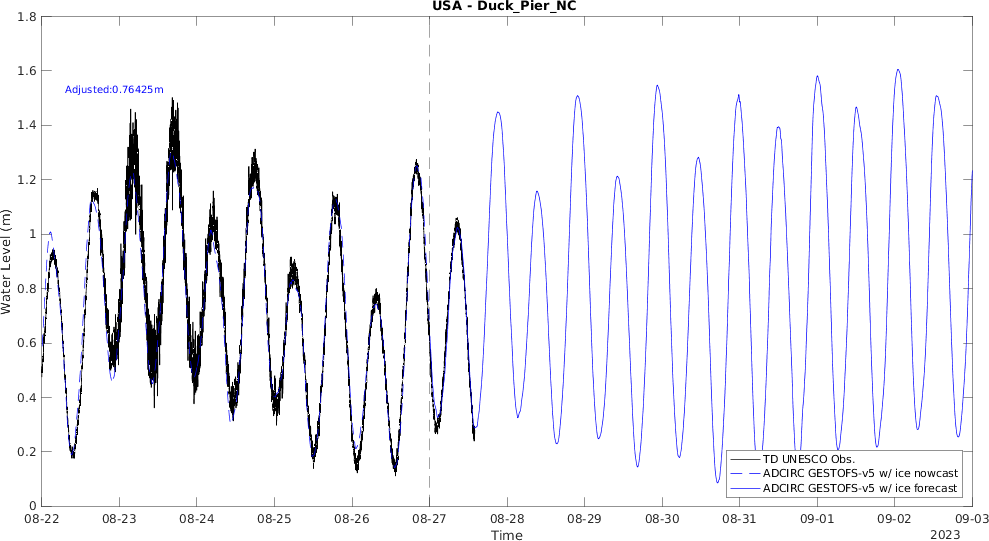 USA - Duck_Pier_NC
1.8
1.6
Adjusted:0.76425m
1.4
1.2
1
Water Level (m)
0.8
0.6
0.4
0.2
0
TD UNESCO Obs.
ADCIRC GESTOFS-v5 w/ ice nowcast
ADCIRC GESTOFS-v5 w/ ice forecast
08-22 08-23 08-24 08-25 08-26 08-27 08-28 08-29 08-30 08-31 09-01 09-02 09-03
Time
2023